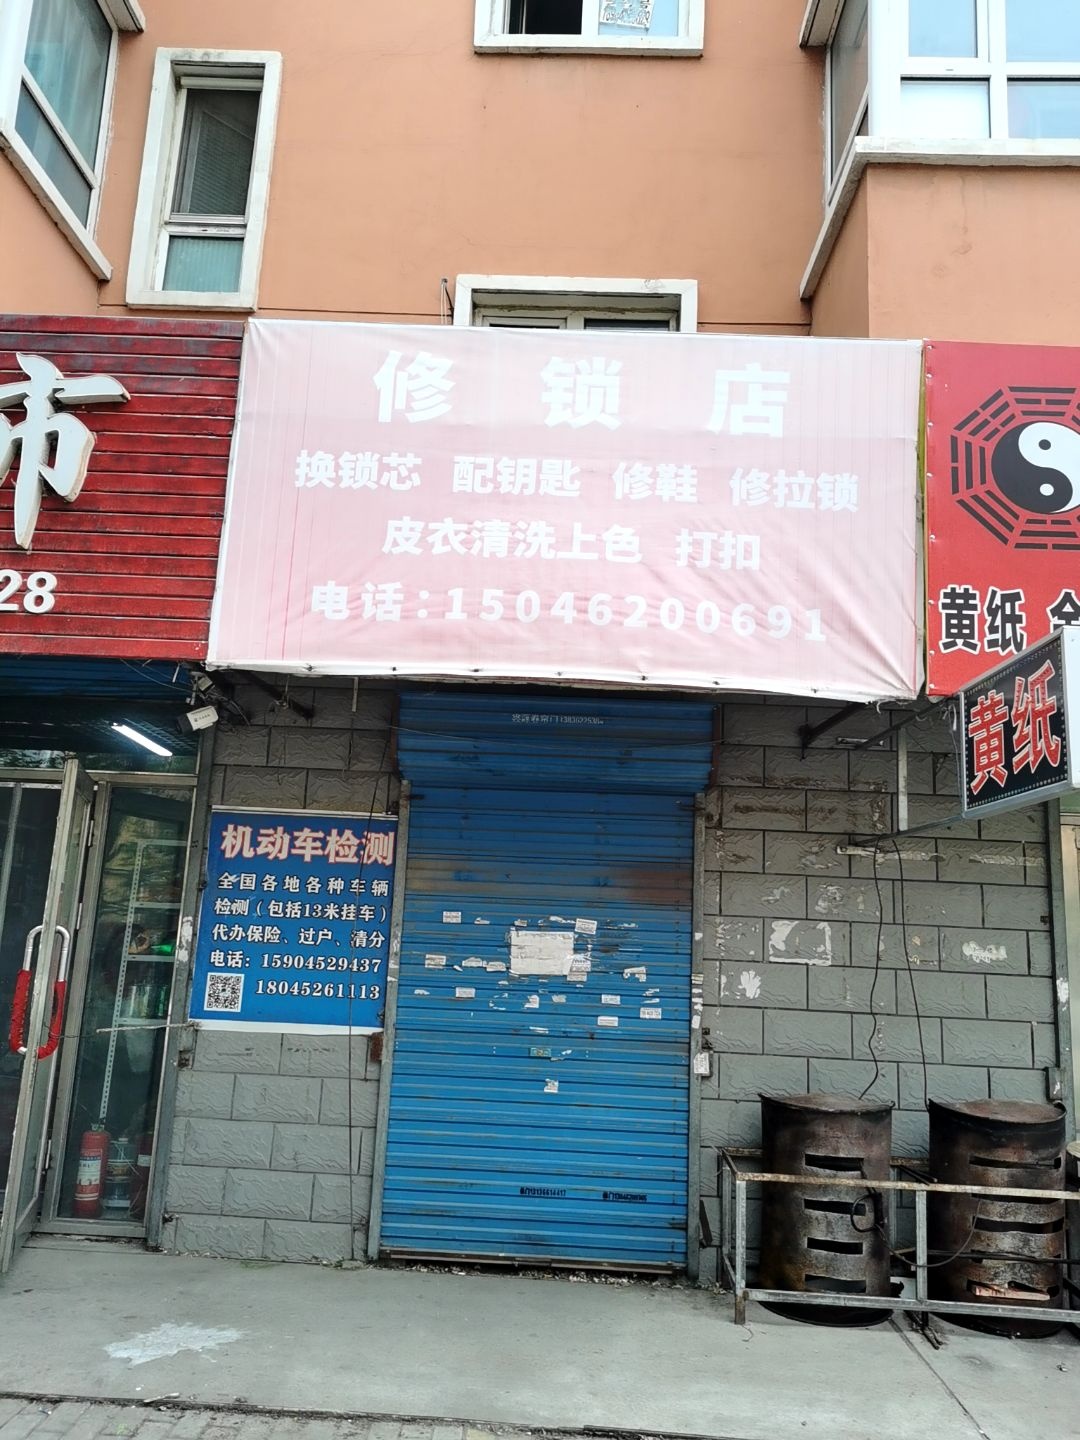 市
28
修 锁 店
换锁芯 配钥匙 修鞋 修拉锁
皮衣清洗上色 打扣
电话:15046200691
黄纸
黄纸
机动车检测
全国各地各种车辆
检测(包括13米挂车)
代办保险、过户、清分
电话: 15904529437
18045261113